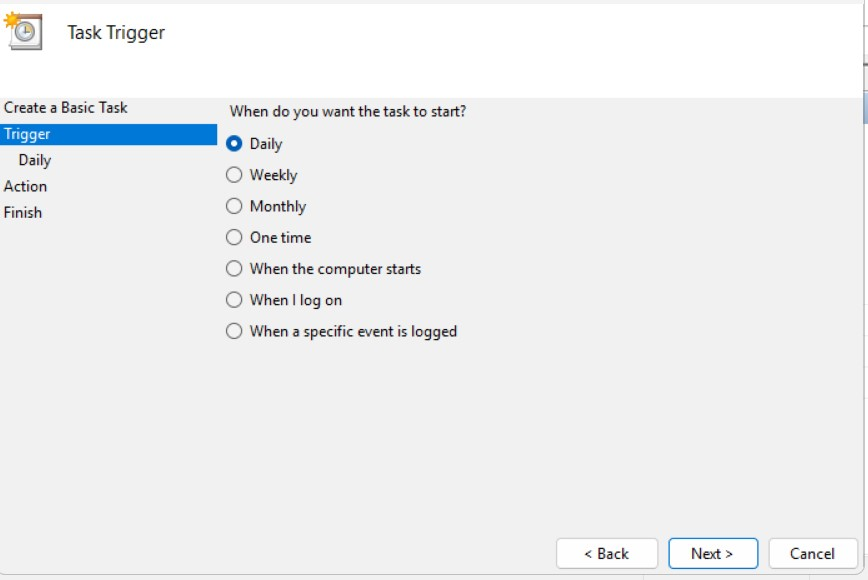 Task Trigger
Create a Basic Task
Trigger
Daily
Action
Finish
When do you want the task to start?
Daily
Weekly
Monthly
One time
When the computer starts
When I log on
When a specific event is logged
< Back
Next >
Cancel